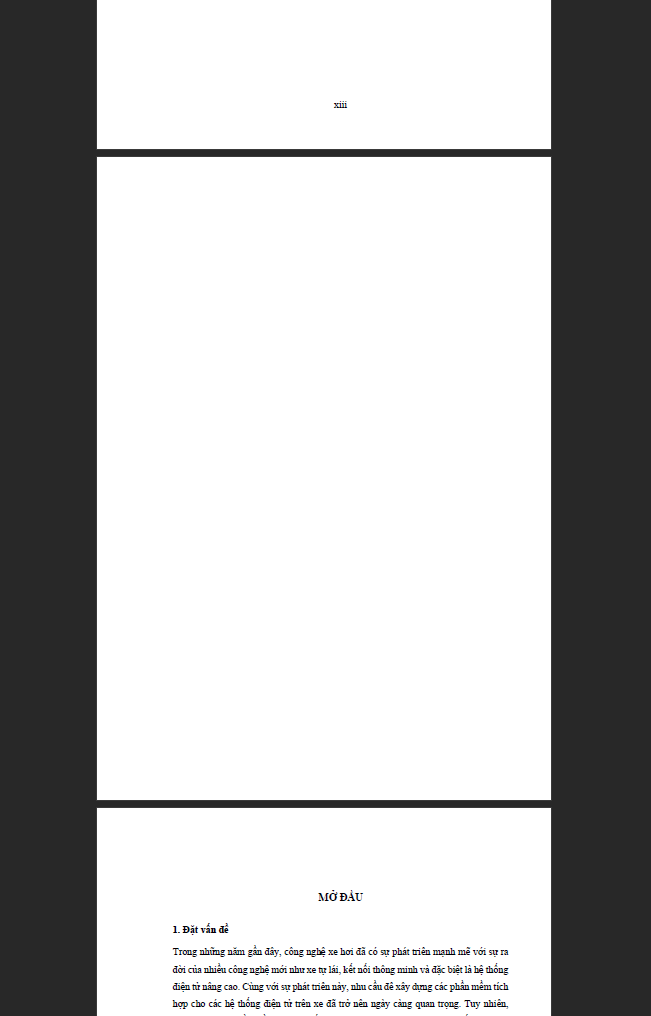 xiii
MỞ ĐẦU
1. Đặt vấn đề
Trong những năm gần đây, công nghệ xe hơi đã có sự phát triển mạnh mẽ với sự ra
đời của nhiều công nghệ mới như xe tự lái, kết nối thông minh và đặc biệt là hệ thống
điện tử nâng cao. Cùng với sự phát triển này, nhu cầu để xây dựng các phần mềm tích
hợp cho các hệ thống điện tử trên xe đã trở nên ngày càng quan trọng. Tuy nhiên,